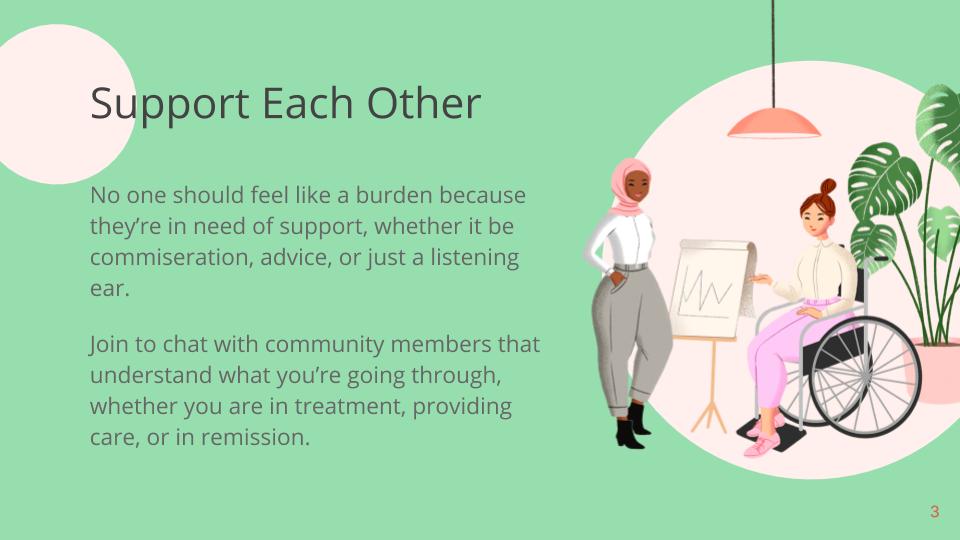 Support Each Other
No one should feel like a burden because
they’re in need of support, whether it be
commiseration, advice, or just a listening
ear.
Join to chat with community members that
understand what you’re going through,
whether you are in treatment, providing
care, or in remission.
3